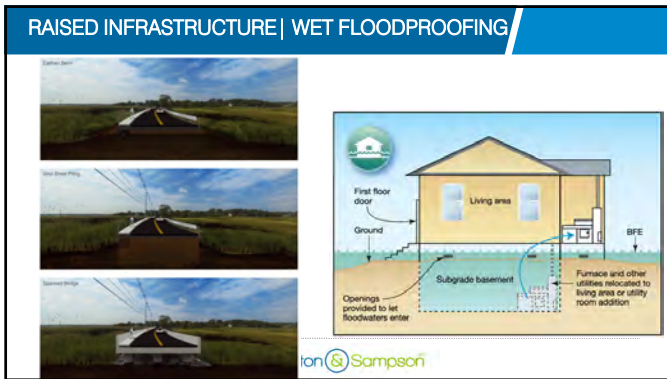 RAISED INFRASTRUCTURE| WET FLOODPROOFING
Earthen Berm
Steel Sheet Piling
Spanned Bridge
First floor
door
Living area
Ground
BFE
Subgrade basement
Furnace and other
utilities relocated to
living area or utility
room addition
Openings
provided to let
floodwaters enter
ton & Sampson